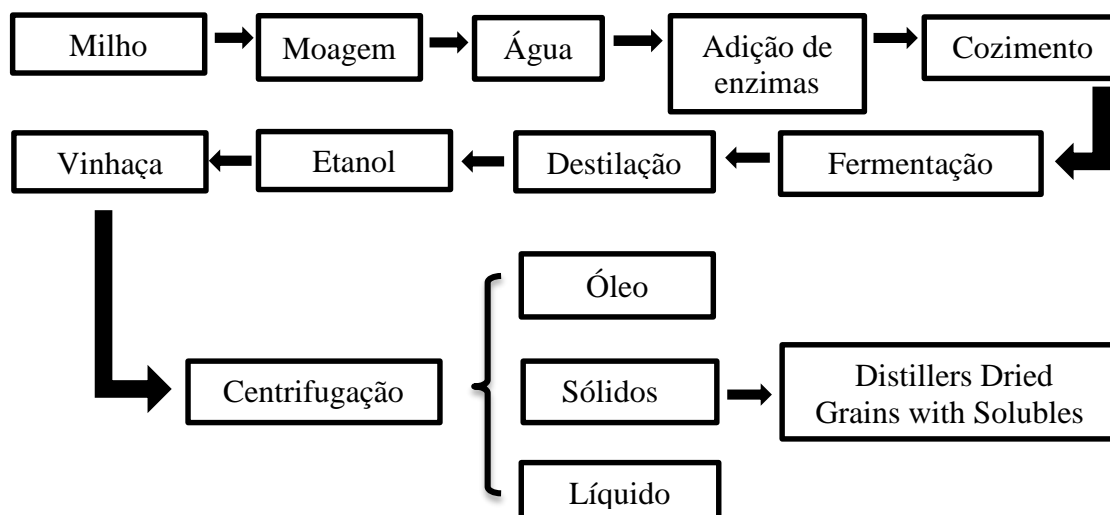 Milho
Moagem
Água
Adição de
enzimas
Cozimento
Vinhaça
Etanol
Destilação
Fermentação
Óleo
Centrifugação
Sólidos
Distillers Dried
Grains with Solubles
Líquido